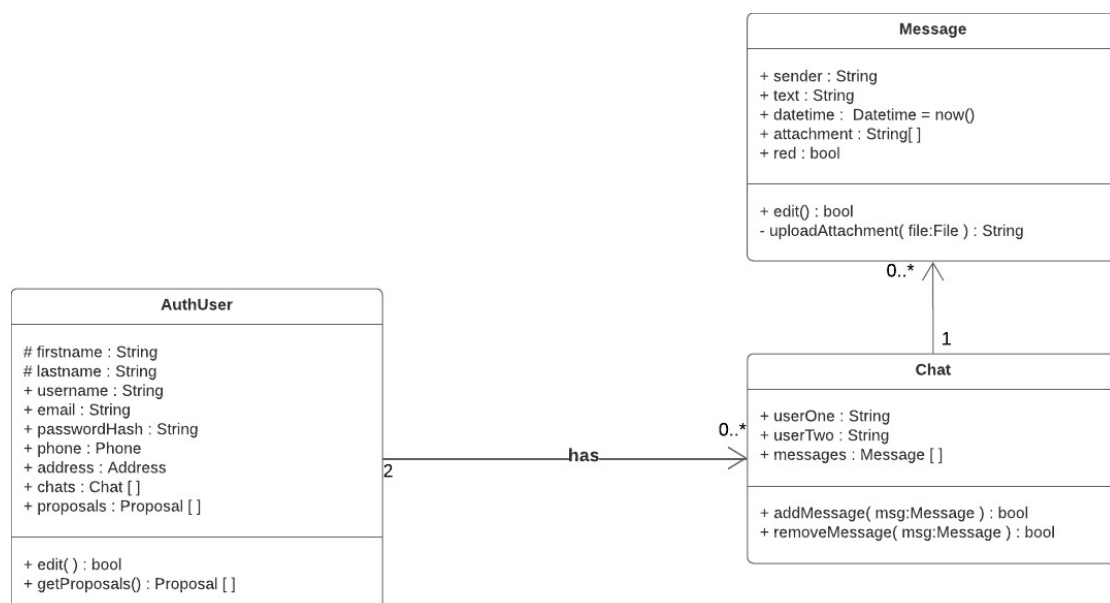 Message
+ sender : String
+ text : String
+ datetime :  Datetime = now()
+ attachment : String[ ]
+ red : bool
+ edit() : bool
- uploadAttachment( file:File ) : String
0..*
1
AuthUser
# firstname : String
# lastname : String
+ username : String
+ email : String
+ passwordHash : String
+ phone : Phone
+ address : Address
+ chats : Chat [ ]
+ proposals : Proposal [ ]
+ edit( ) : bool
+ getProposals() : Proposal [ ]
2
has
0..*
Chat
+ userOne : String
+ userTwo : String
+ messages : Message [ ]
+ addMessage( msg:Message ) : bool
+ removeMessage( msg:Message ) : bool